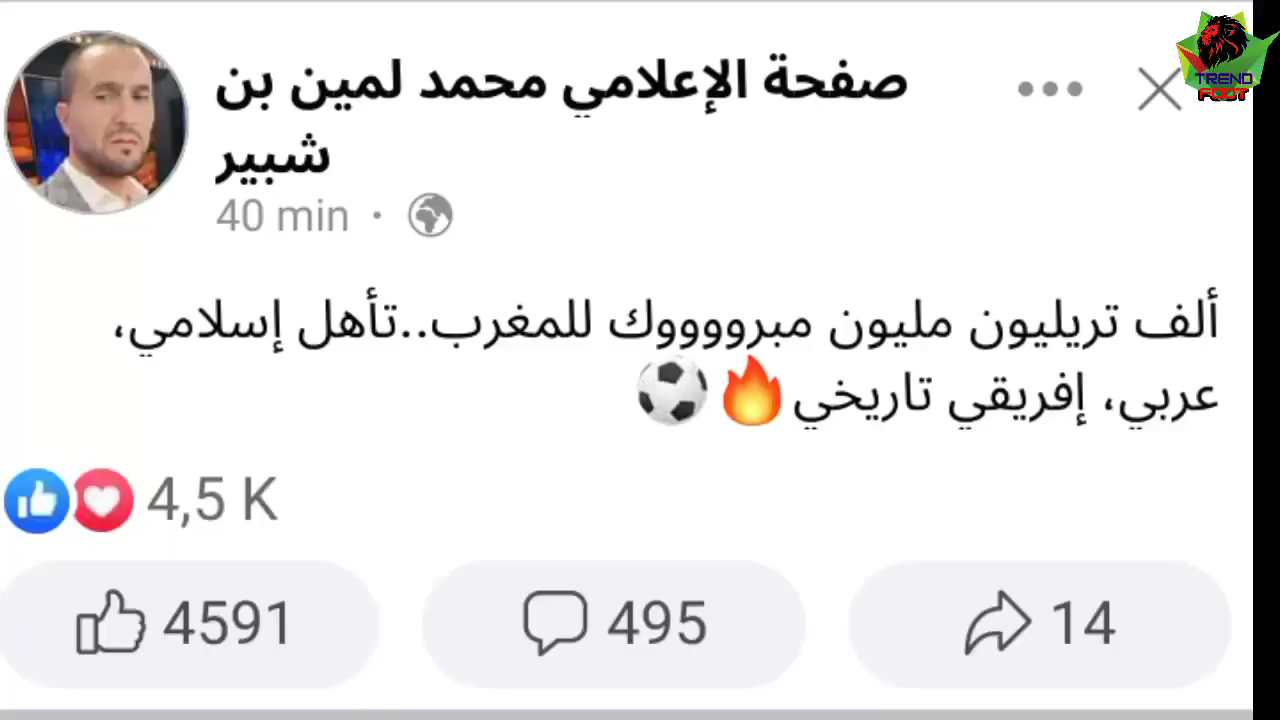 صفحة الإعلامي محمد لمين بن
شبير
40 min ·
ألف تريليون مليون مبرووووك للمغرب..تأهل إسلامي،
عربي، إفريقي تاريخي🔥⚽
4,5 K
4591
495
14
TREND
FOOT